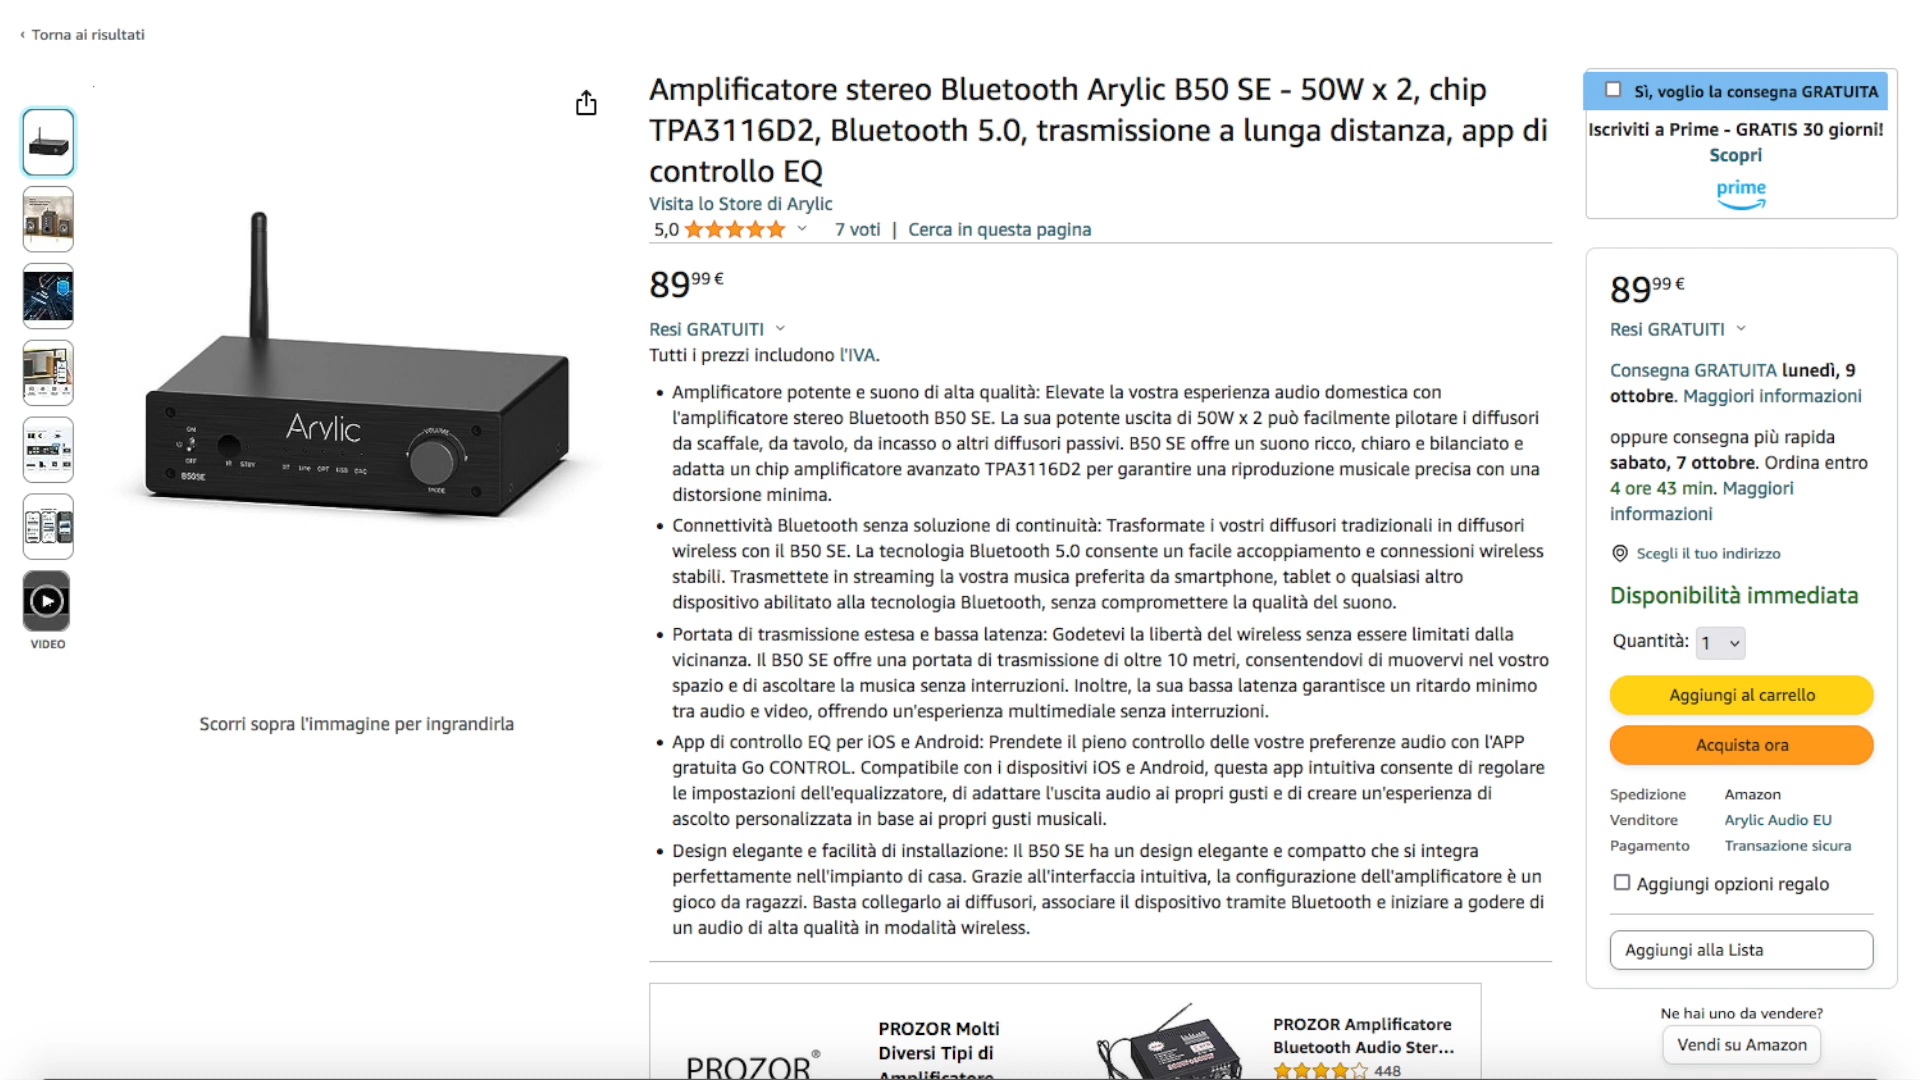 ‹ Torna ai risultati
Amplificatore stereo Bluetooth Arylic B50 SE - 50W x 2, chip
TPA3116D2, Bluetooth 5.0, trasmissione a lunga distanza, app di
controllo EQ
Visita lo Store di Arylic
5,0 7 voti | Cerca in questa pagina
89,99 €
Resi GRATUITI
Tutti i prezzi includono l'IVA.
• Amplificatore potente e suono di alta qualità: Elevate la vostra esperienza audio domestica con
l'amplificatore stereo Bluetooth B50 SE. La sua potente uscita di 50W x 2 può facilmente pilotare i diffusori
da scaffale, da tavolo, da incasso o altri diffusori passivi. B50 SE offre un suono ricco, chiaro e bilanciato e
adatta un chip amplificatore avanzato TPA3116D2 per garantire una riproduzione musicale precisa con una
distorsione minima.
• Connettività Bluetooth senza soluzione di continuità: Trasformate i vostri diffusori tradizionali in diffusori
wireless con il B50 SE. La tecnologia Bluetooth 5.0 consente un facile accoppiamento e connessioni wireless
stabili. Trasmettete in streaming la vostra musica preferita da smartphone, tablet o qualsiasi altro
dispositivo abilitato alla tecnologia Bluetooth, senza compromettere la qualità del suono.
• Portata di trasmissione estesa e bassa latenza: Godetevi la libertà del wireless senza essere limitati dalla
vicinanza. Il B50 SE offre una portata di trasmissione di oltre 10 metri, consentendovi di muovervi nel vostro
spazio e di ascoltare la musica senza interruzioni. Inoltre, la sua bassa latenza garantisce un ritardo minimo
tra audio e video, offrendo un'esperienza multimediale senza interruzioni.
• App di controllo EQ per iOS e Android: Prendete il pieno controllo delle vostre preferenze audio con l'APP
gratuita Go CONTROL. Compatibile con i dispositivi iOS e Android, questa app intuitiva consente di regolare
le impostazioni dell'equalizzatore, di adattare l'uscita audio ai propri gusti e di creare un'esperienza di
ascolto personalizzata in base ai propri gusti musicali.
• Design elegante e facilità di installazione: Il B50 SE ha un design elegante e compatto che si integra
perfettamente nell'impianto di casa. Grazie all'interfaccia intuitiva, la configurazione dell'amplificatore è un
gioco da ragazzi. Basta collegarlo ai diffusori, associare il dispositivo tramite Bluetooth e iniziare a godere di
un audio di alta qualità in modalità wireless.
Arylic
VOLUME
MODE
ON
OFF
IR STBY
BT Line OPT USB DAC
B50SE
VIDEO
Scorri sopra l'immagine per ingrandirla
PROZOR®
PROZOR Molti
Diversi Tipi di
Amplificatore
PROZOR Amplificatore
Bluetooth Audio Ster...
448
Sì, voglio la consegna GRATUITA
Iscriviti a Prime - GRATIS 30 giorni!
Scopri
prime
89,99 €
Resi GRATUITI
Consegna GRATUITA lunedì, 9
ottobre. Maggiori informazioni
oppure consegna più rapida
sabato, 7 ottobre. Ordina entro
4 ore 43 min. Maggiori
informazioni
Scegli il tuo indirizzo
Disponibilità immediata
Quantità: 1
Aggiungi al carrello
Acquista ora
Spedizione Amazon
Venditore Arylic Audio EU
Pagamento Transazione sicura
Aggiungi opzioni regalo
Aggiungi alla Lista
Ne hai uno da vendere?
Vendi su Amazon